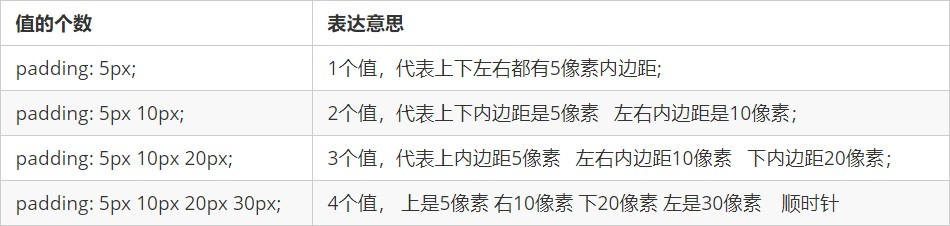 值的个数 表达意思
padding: 5px; 1个值，代表上下左右都有5像素内边距;
padding: 5px 10px; 2个值，代表上下内边距是5像素 左右内边距是10像素；
padding: 5px 10px 20px; 3个值，代表上内边距5像素 左右内边距10像素 下内边距20像素；
padding: 5px 10px 20px 30px; 4个值， 上是5像素 右10像素 下20像素 左是30像素 顺时针